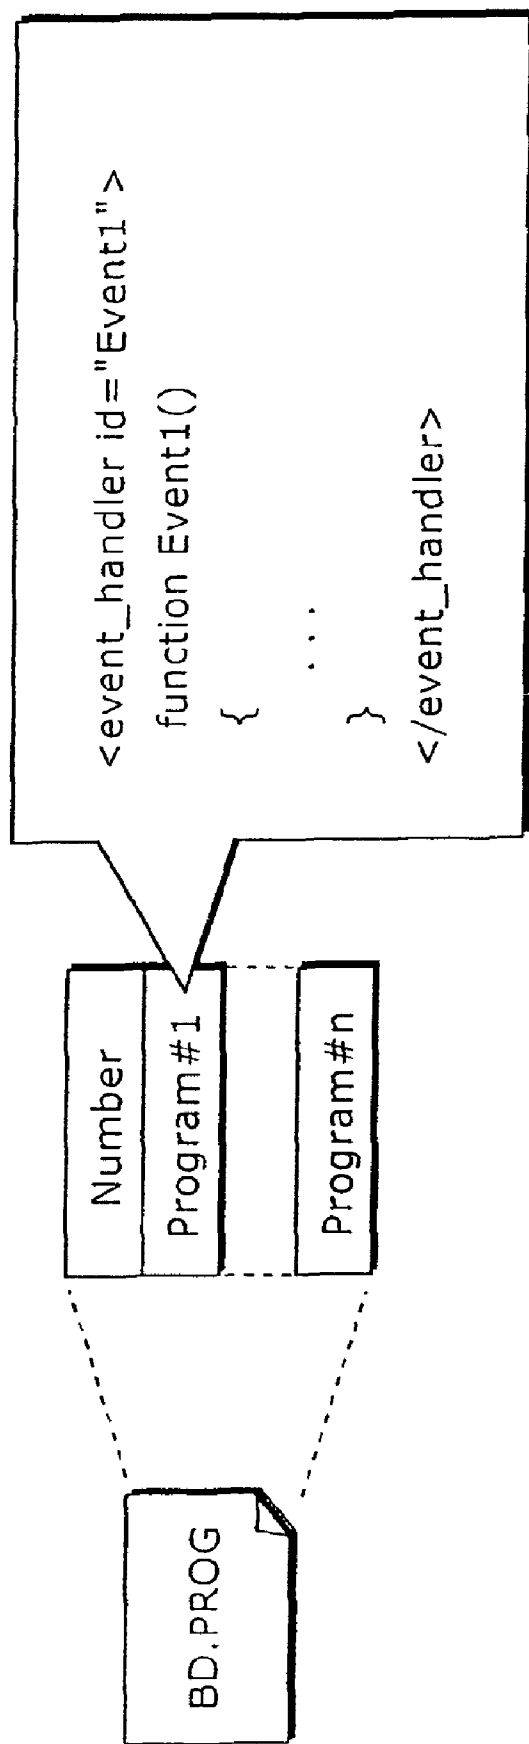 BD.PROG
Number
Program#1
Program#n
<event_handler id="Event1">
function Event1()
{
...
}
</event_handler>